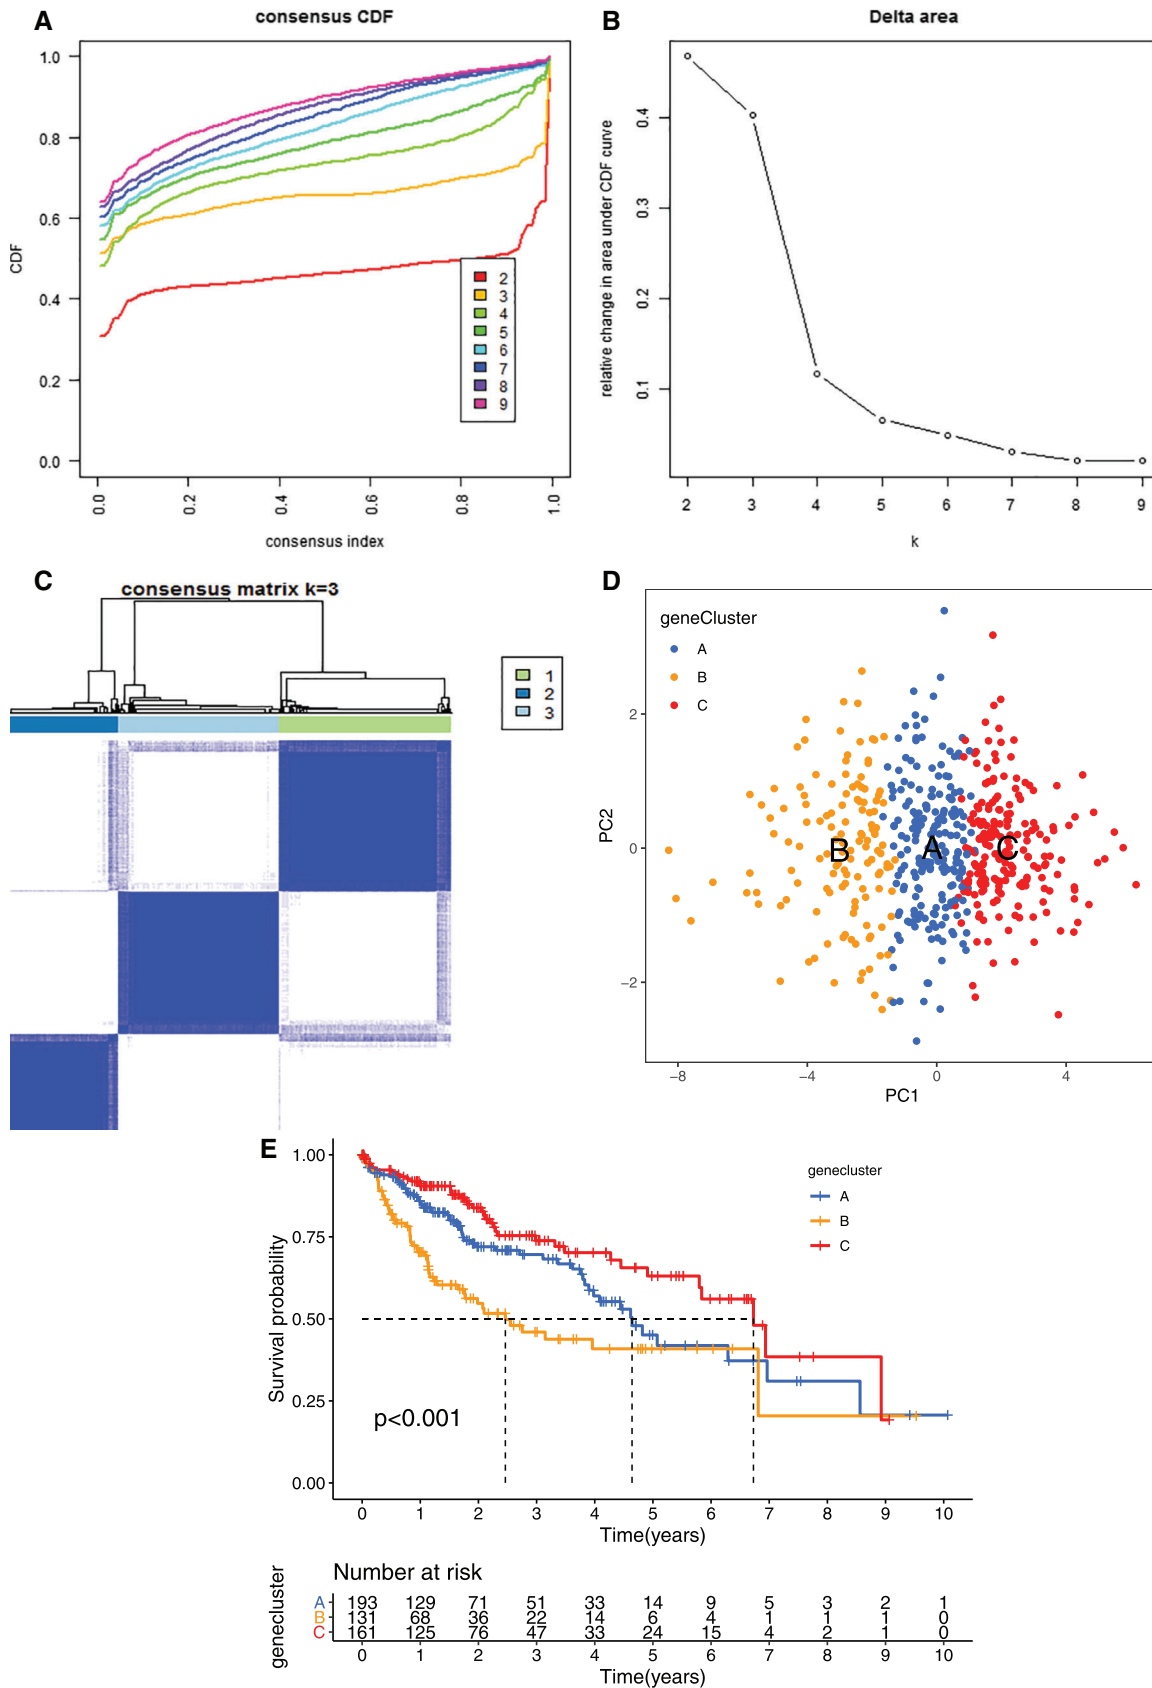 A
consensus CDF
1.0
0.8
0.6
0.4
0.2
0.0
CDF
2
3
4
5
6
7
8
9
0.0 0.2 0.4 0.6 0.8 1.0
consensus index
B
Delta area
relative change in area under CDF curve
0.4
0.3
0.2
0.1
2 3 4 5 6 7 8 9
k
C
consensus matrix k=3
1
2
3
D
geneCluster
A
B
C
PC2
2
0
−2
B A C
−8 −4 0 4
PC1
E
Survival probability
1.00
0.75
0.50
0.25
0.00
genecluster
A
B
C
p<0.001
0 1 2 3 4 5 6 7 8 9 10
Time(years)
Number at risk
genecluster
A 193 129 71 51 33 14 9 5 3 2 1
B 131 68 36 22 14 6 4 1 1 1 0
C 161 125 76 47 33 24 15 4 2 1 0
0 1 2 3 4 5 6 7 8 9 10
Time(years)